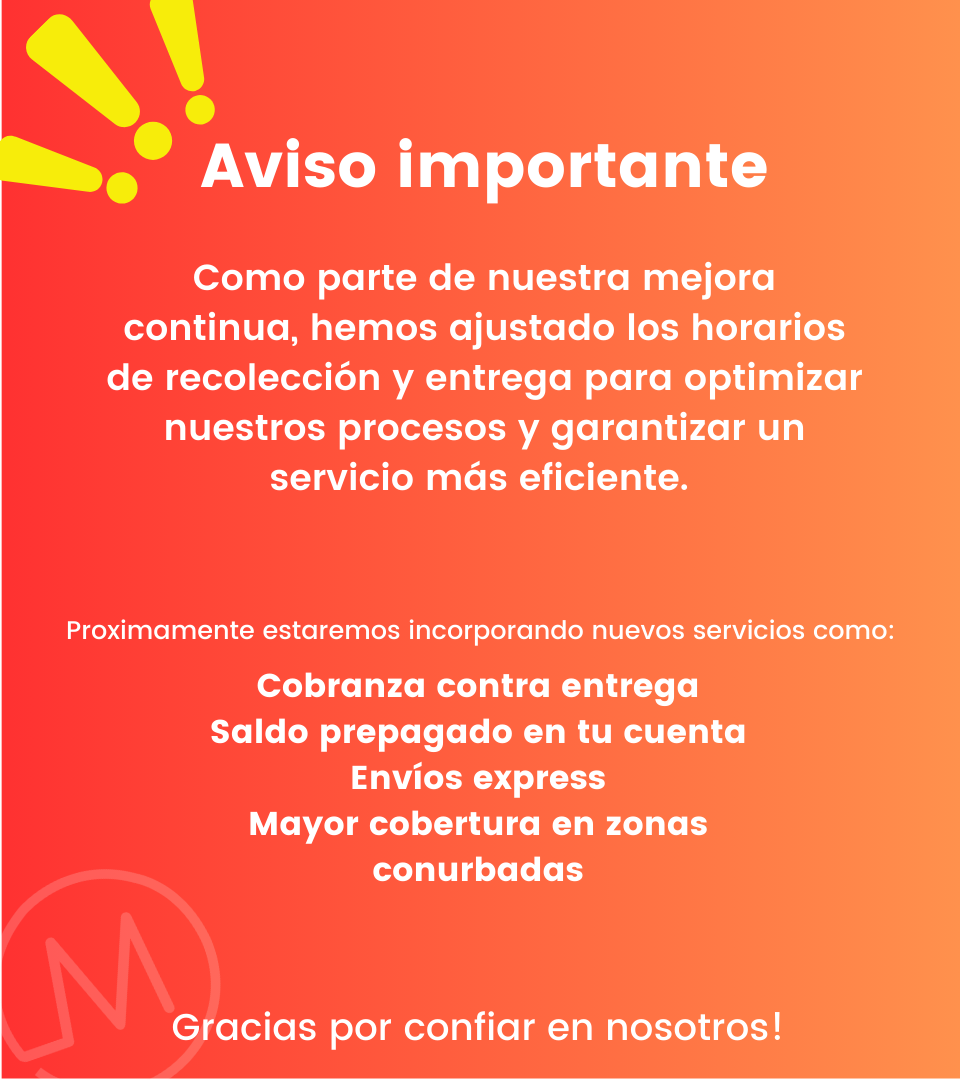 Aviso importante
Como parte de nuestra mejora
continua, hemos ajustado los horarios
de recolección y entrega para optimizar
nuestros procesos y garantizar un
servicio más eficiente.
Proximamente estaremos incorporando nuevos servicios como:
Cobranza contra entrega
Saldo prepagado en tu cuenta
Envíos express
Mayor cobertura en zonas
conurbadas
Gracias por confiar en nosotros!